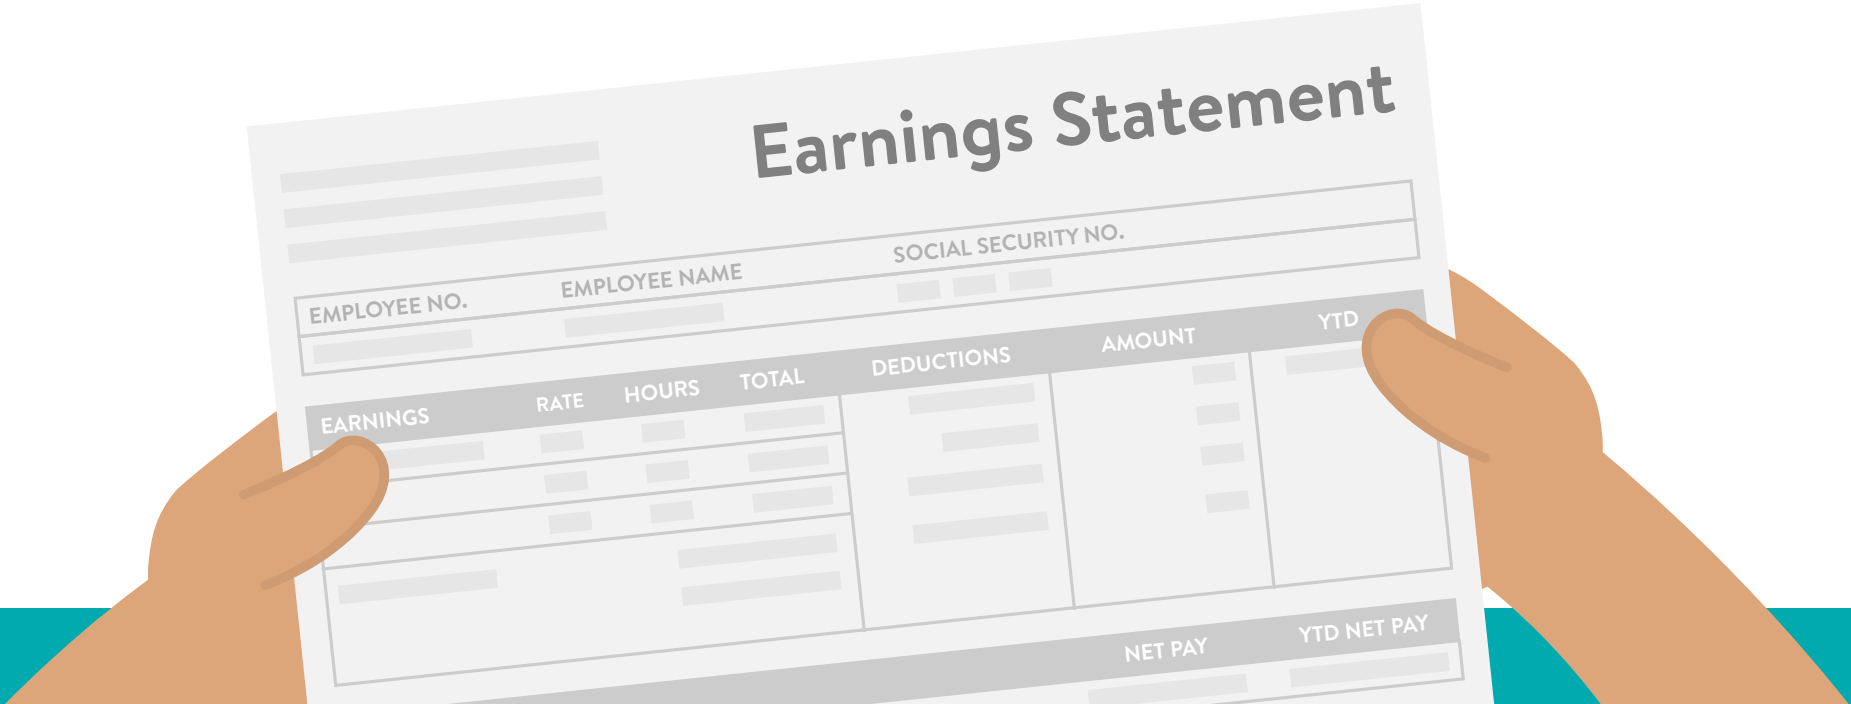 Earnings Statement
EMPLOYEE NO. EMPLOYEE NAME SOCIAL SECURITY NO.
EARNINGS RATE HOURS TOTAL DEDUCTIONS AMOUNT YTD
NET PAY YTD NET PAY